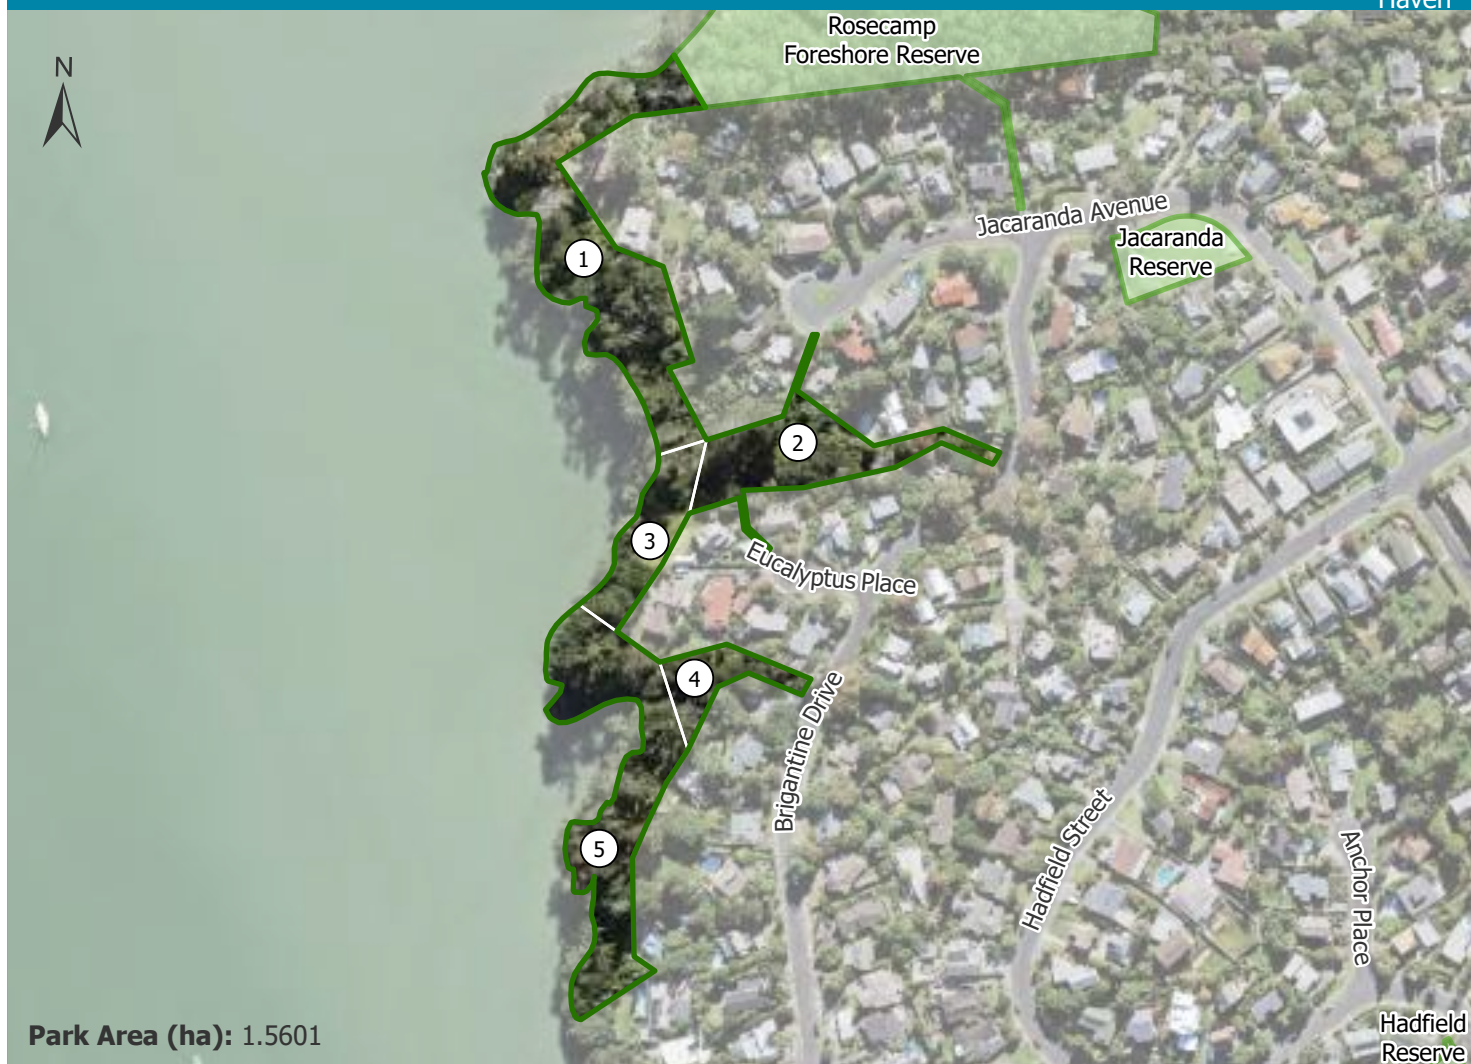 Haven
Rosecamp
Foreshore Reserve
N
Jacaranda Avenue
Jacaranda
Reserve
1
2
3
Eucalyptus Place
4
Brigantine Drive
5
Hadfield Street
Anchor Place
Park Area (ha): 1.5601
Hadfield
Reserve